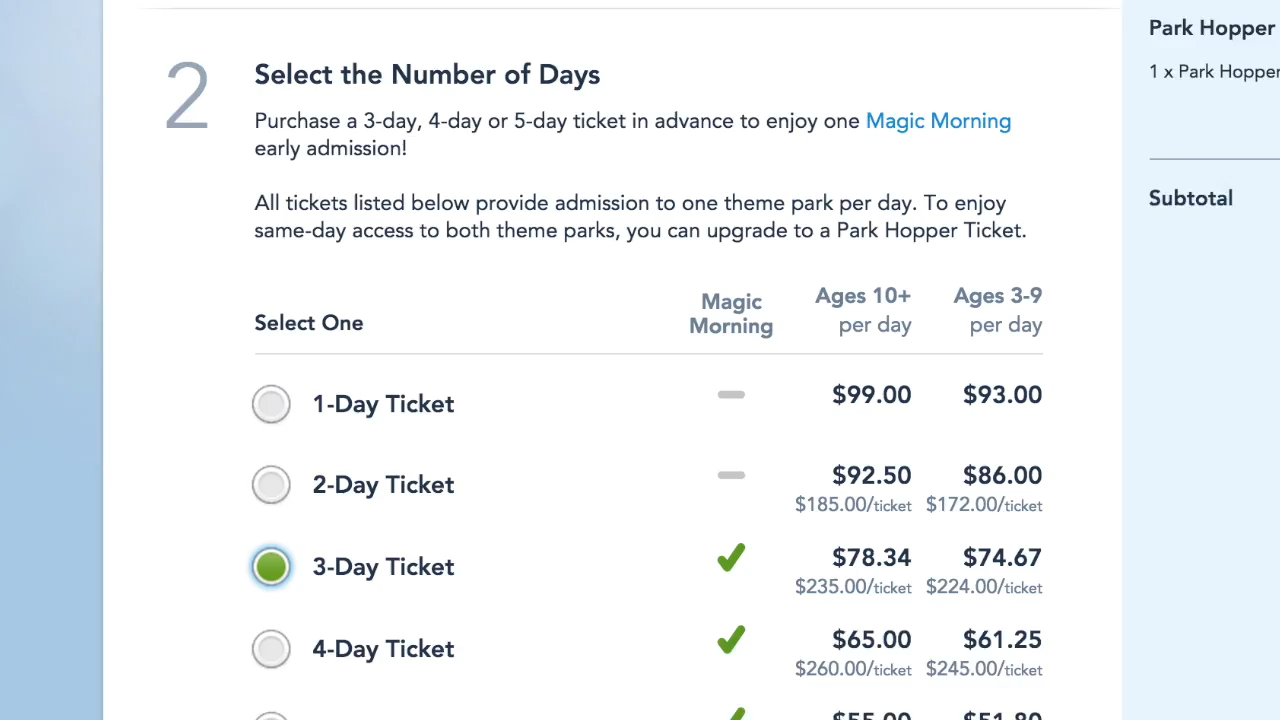 Park Hopper
1 x Park Hopper
Subtotal
2
Select the Number of Days
Purchase a 3-day, 4-day or 5-day ticket in advance to enjoy one Magic Morning
early admission!
All tickets listed below provide admission to one theme park per day. To enjoy
same-day access to both theme parks, you can upgrade to a Park Hopper Ticket.
Select One
Magic
Morning
Ages 10+
per day
Ages 3-9
per day
1-Day Ticket $99.00 $93.00
2-Day Ticket $92.50 $86.00
$185.00/ticket $172.00/ticket
3-Day Ticket $78.34 $74.67
$235.00/ticket $224.00/ticket
4-Day Ticket $65.00 $61.25
$260.00/ticket $245.00/ticket
$55.00 $51.80